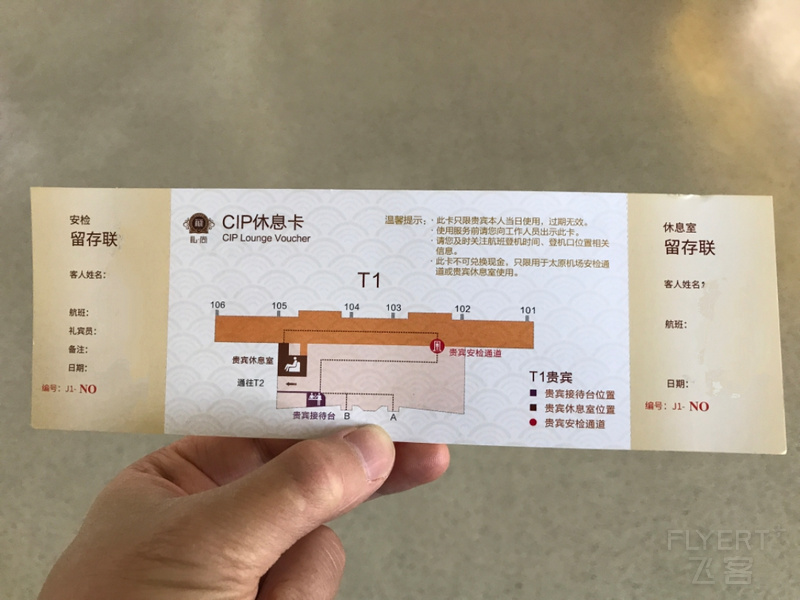 安检
留存联
客人姓名：
航班：
礼宾员：
备注：
日期：
编号：J1- NO
CIP休息卡
CIP Lounge Voucher
温馨提示：
· 此卡只限贵宾本人当日使用，过期无效。
· 使用服务前请您向工作人员出示此卡。
· 请您及时关注航班登机时间、登机口位置相关
信息。
· 此卡不可兑换现金，只限用于太原机场安检通
道或贵宾休息室使用。
T1
106
105
104
103
102
101
贵宾休息室
贵宾安检通道
通往T2
贵宾接待台
B
A
T1贵宾
贵宾接待台位置
贵宾休息室位置
贵宾安检通道
休息室
留存联
客人姓名：
航班：
日期：
编号：J1- NO
FLYERT
飞客